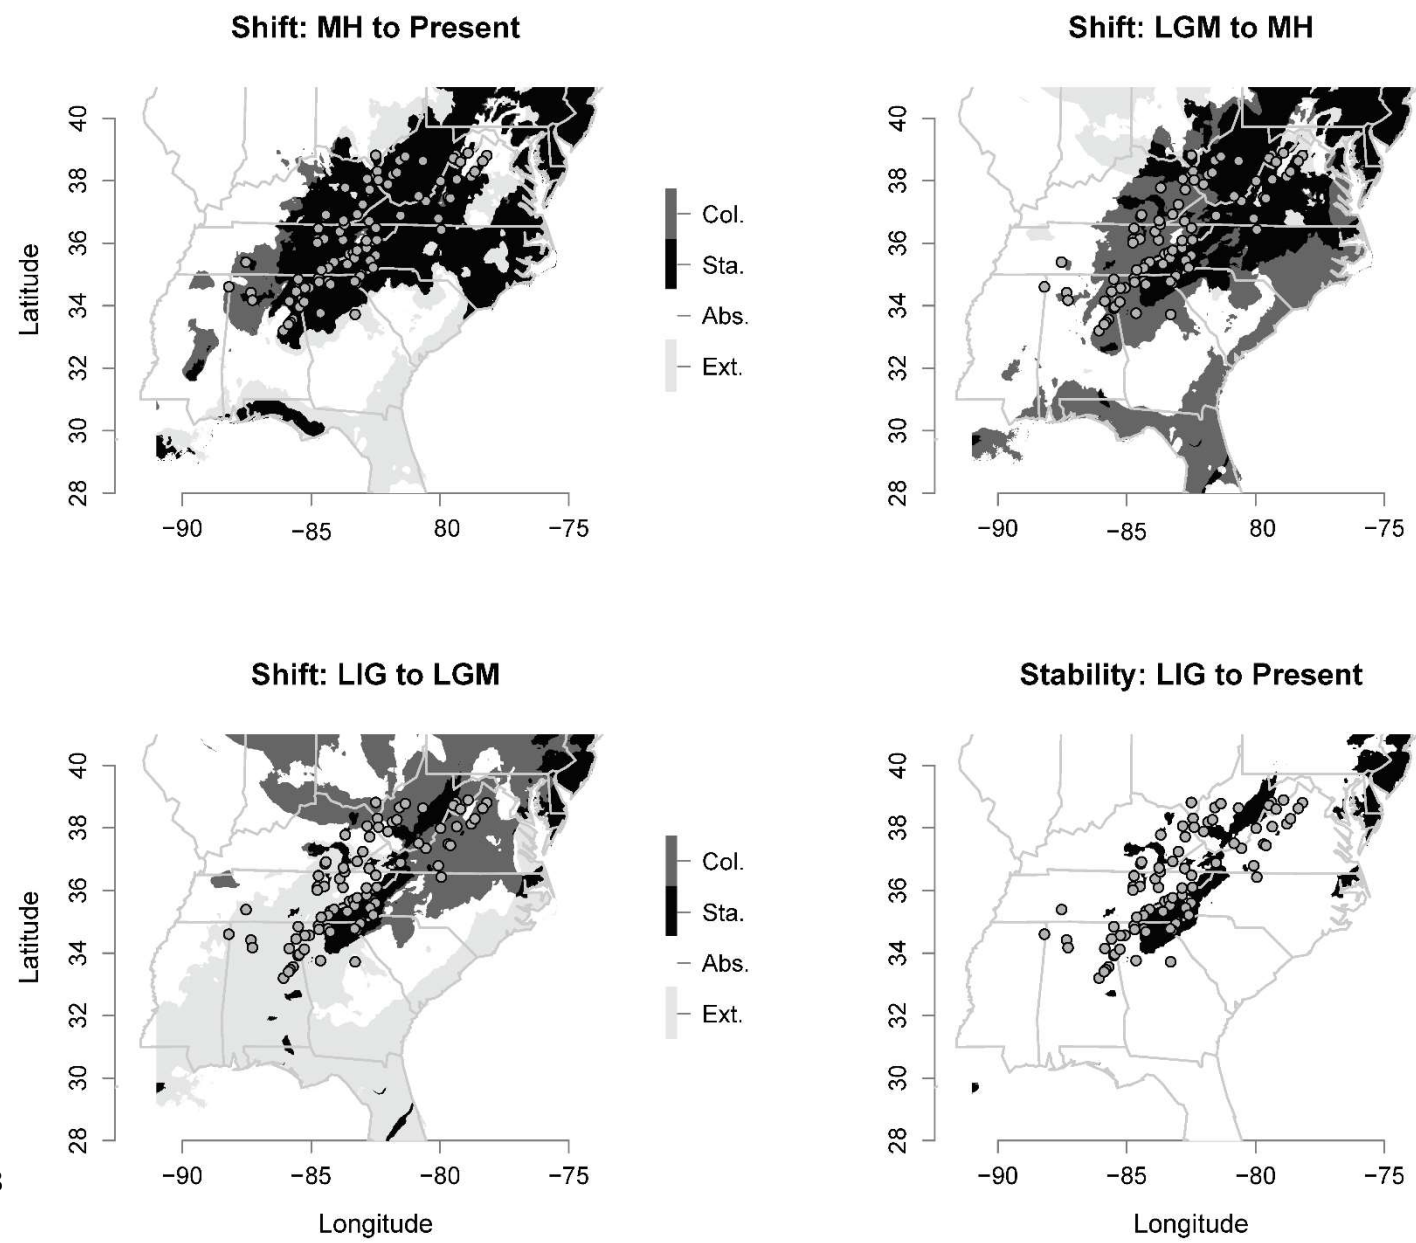 Shift: MH to Present
Shift: LGM to MH
Latitude
40
38
36
34
32
30
28
−90
−85
80
−75
Col.
Sta.
Abs.
Ext.
40
38
36
34
32
30
28
−90
−85
80
−75
Shift: LIG to LGM
Stability: LIG to Present
Latitude
40
38
36
34
32
30
28
−90
−85
−80
−75
Longitude
Col.
Sta.
Abs.
Ext.
40
38
36
34
32
30
28
−90
−85
−80
−75
Longitude